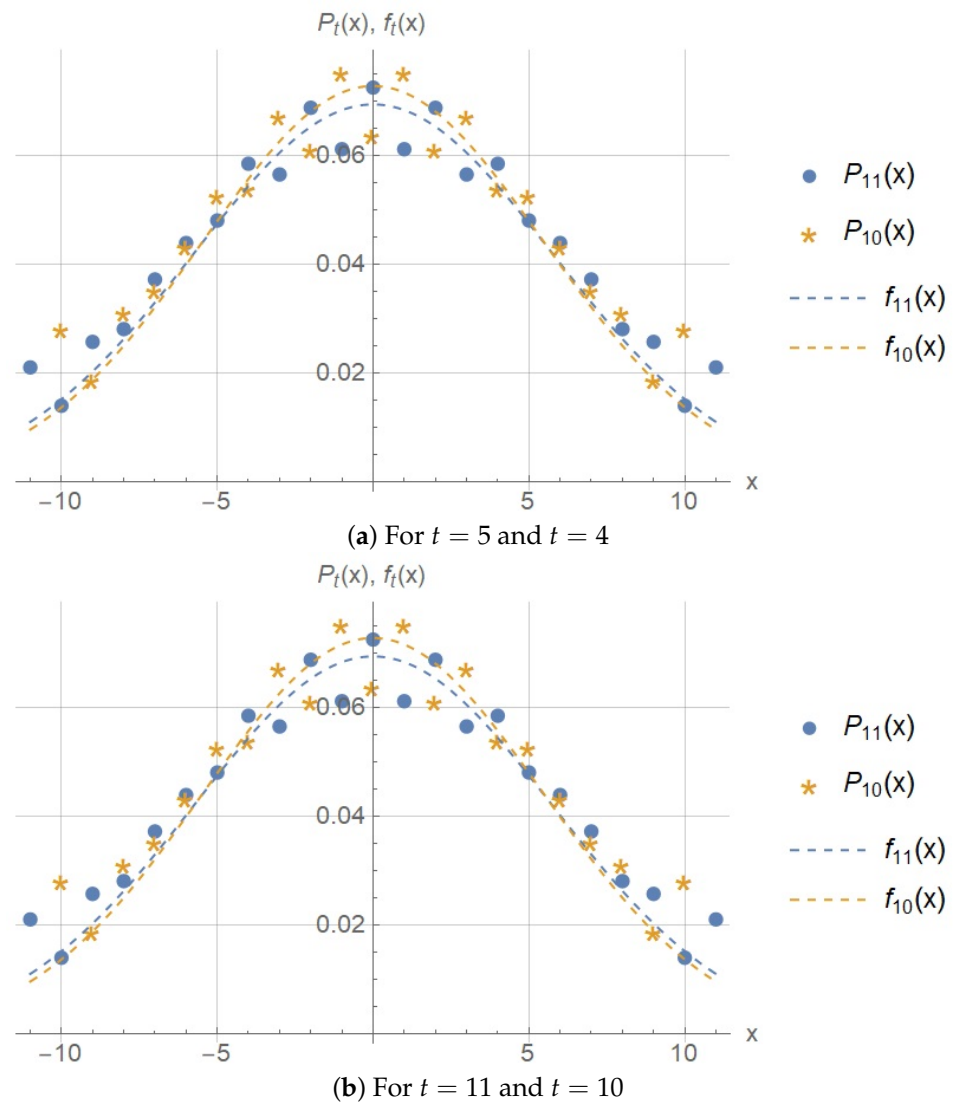 Pₜ(x), fₜ(x)
0.06
0.04
0.02
−10 −5 5 10 x
P₁₁(x)
P₁₀(x)
f₁₁(x)
f₁₀(x)
(a) For t = 5 and t = 4
Pₜ(x), fₜ(x)
0.06
0.04
0.02
−10 −5 5 10 x
P₁₁(x)
P₁₀(x)
f₁₁(x)
f₁₀(x)
(b) For t = 11 and t = 10